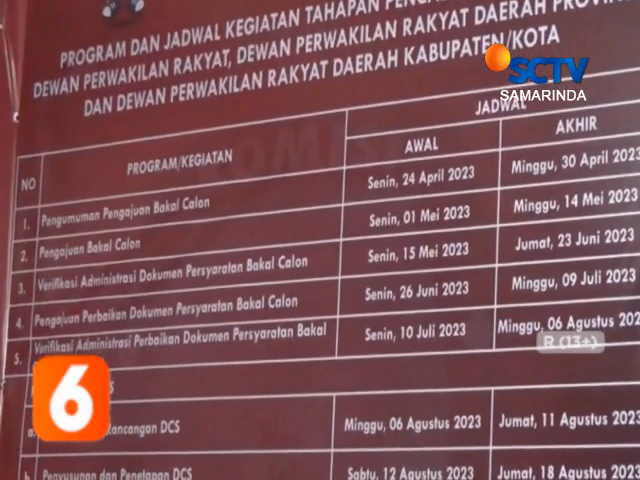 PROGRAM DAN JADWAL KEGIATAN TAHAPAN
DEWAN PERWAKILAN RAKYAT, DEWAN PERWAKILAN RAKYAT DAERAH
DAN DEWAN PERWAKILAN RAKYAT DAERAH KABUPATEN/KOTA
SCTV
SAMARINDA
JADWAL
NO PROGRAM/KEGIATAN AWAL AKHIR
1. Pengumuman Pengajuan Bakal Calon Senin, 24 April 2023 Minggu, 30 April 2023
2. Pengajuan Bakal Calon Senin, 01 Mei 2023 Minggu, 14 Mei 2023
3. Verifikasi Administrasi Dokumen Persyaratan Bakal Calon Senin, 15 Mei 2023 Jumat, 23 Juni 2023
4. Pengajuan Perbaikan Dokumen Persyaratan Bakal Calon Senin, 26 Juni 2023 Minggu, 09 Juli 2023
5. Verifikasi Administrasi Perbaikan Dokumen Persyaratan Bakal Senin, 10 Juli 2023 Minggu, 06 Agustus
R (13+)
6
a. Rancangan DCS Minggu, 06 Agustus 2023 Jumat, 11 Agustus 2023
b. Penyusunan dan Penetapan DCS Sabtu, 12 Agustus 2023 Jumat, 18 Agustus 2023